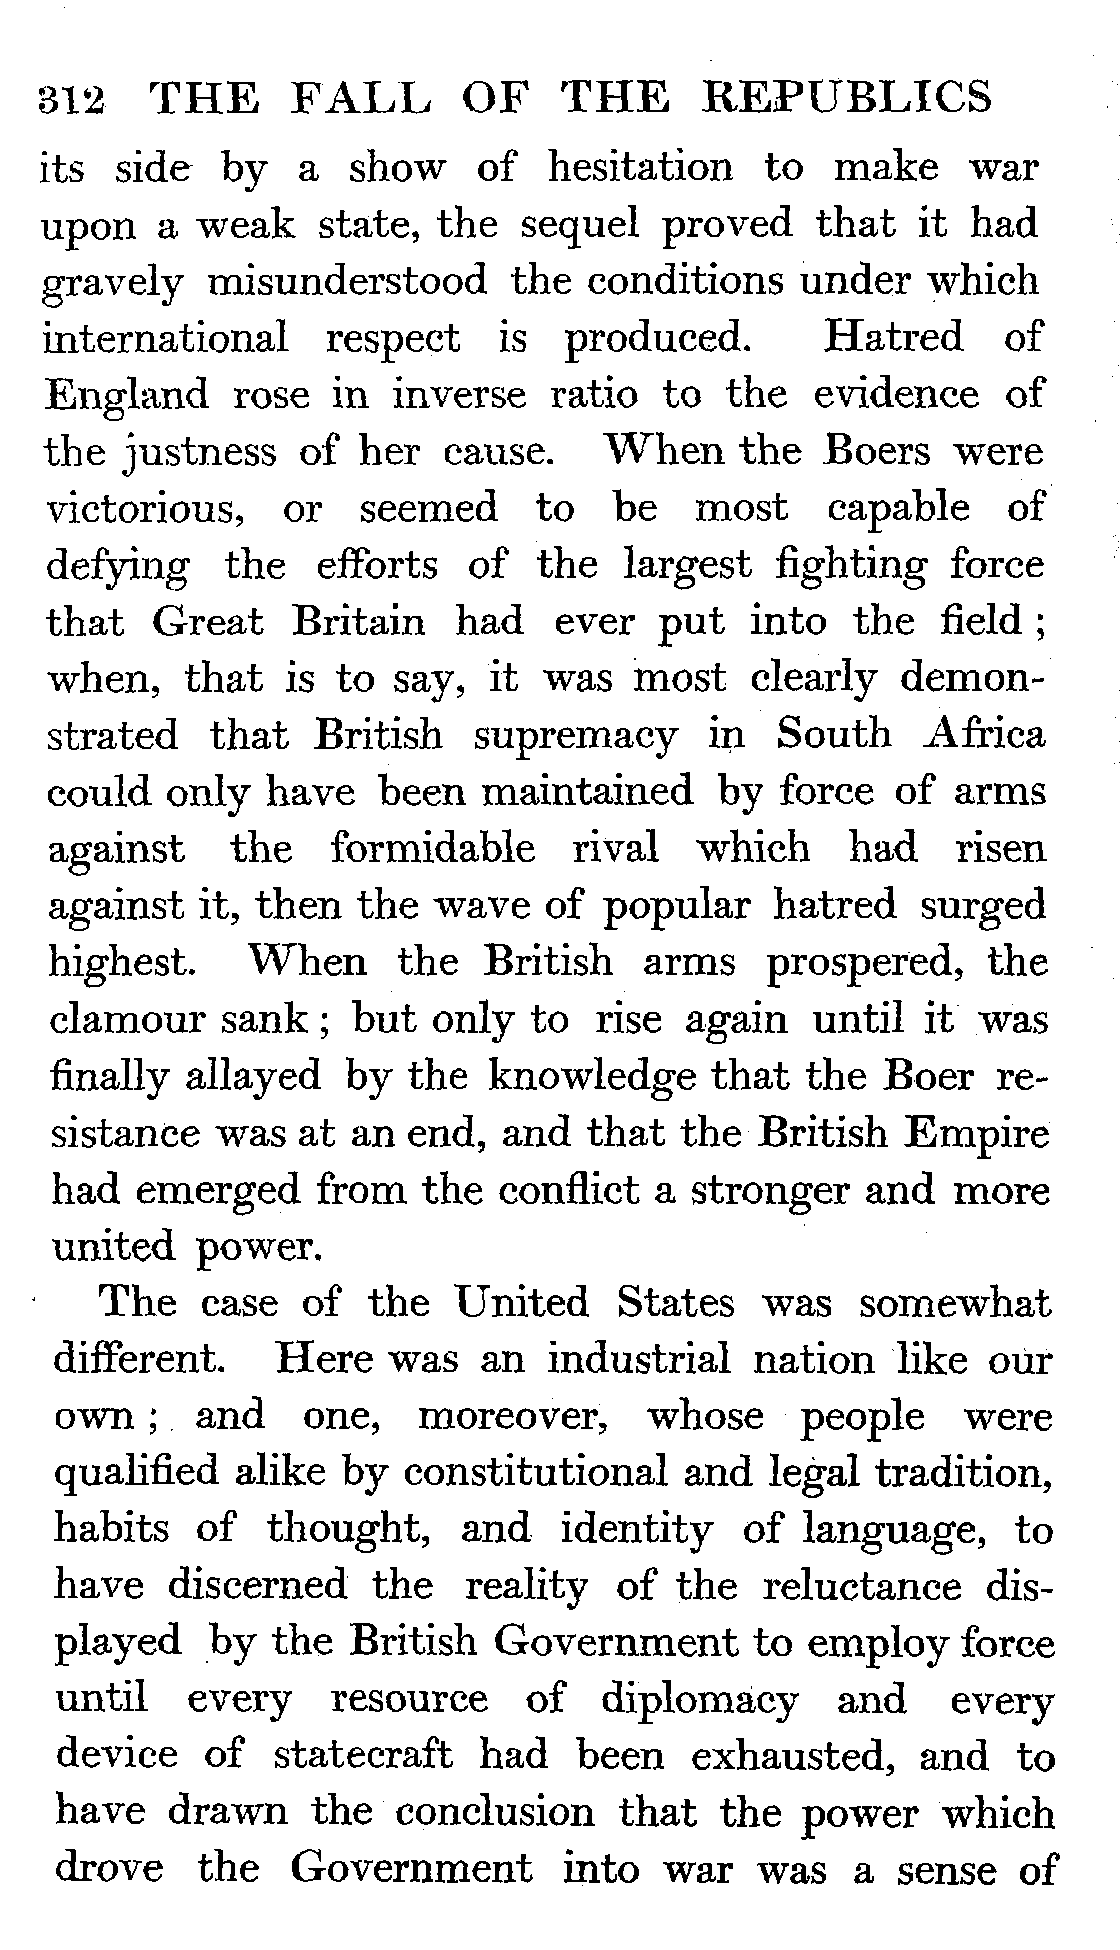 312 THE FALL OF THE REPUBLICS
its side by a show of hesitation to make war
upon a weak state, the sequel proved that it had
gravely misunderstood the conditions under which
international respect is produced. Hatred of
England rose in inverse ratio to the evidence of
the justness of her cause. When the Boers were
victorious, or seemed to be most capable of
defying the efforts of the largest fighting force
that Great Britain had ever put into the field ;
when, that is to say, it was most clearly demon-
strated that British supremacy in South Africa
could only have been maintained by force of arms
against the formidable rival which had risen
against it, then the wave of popular hatred surged
highest. When the British arms prospered, the
clamour sank ; but only to rise again until it was
finally allayed by the knowledge that the Boer re-
sistance was at an end, and that the British Empire
had emerged from the conflict a stronger and more
united power.
The case of the United States was somewhat
different. Here was an industrial nation like our
own ; and one, moreover, whose people were
qualified alike by constitutional and legal tradition,
habits of thought, and identity of language, to
have discerned the reality of the reluctance dis-
played by the British Government to employ force
until every resource of diplomacy and every
device of statecraft had been exhausted, and to
have drawn the conclusion that the power which
drove the Government into war was a sense of